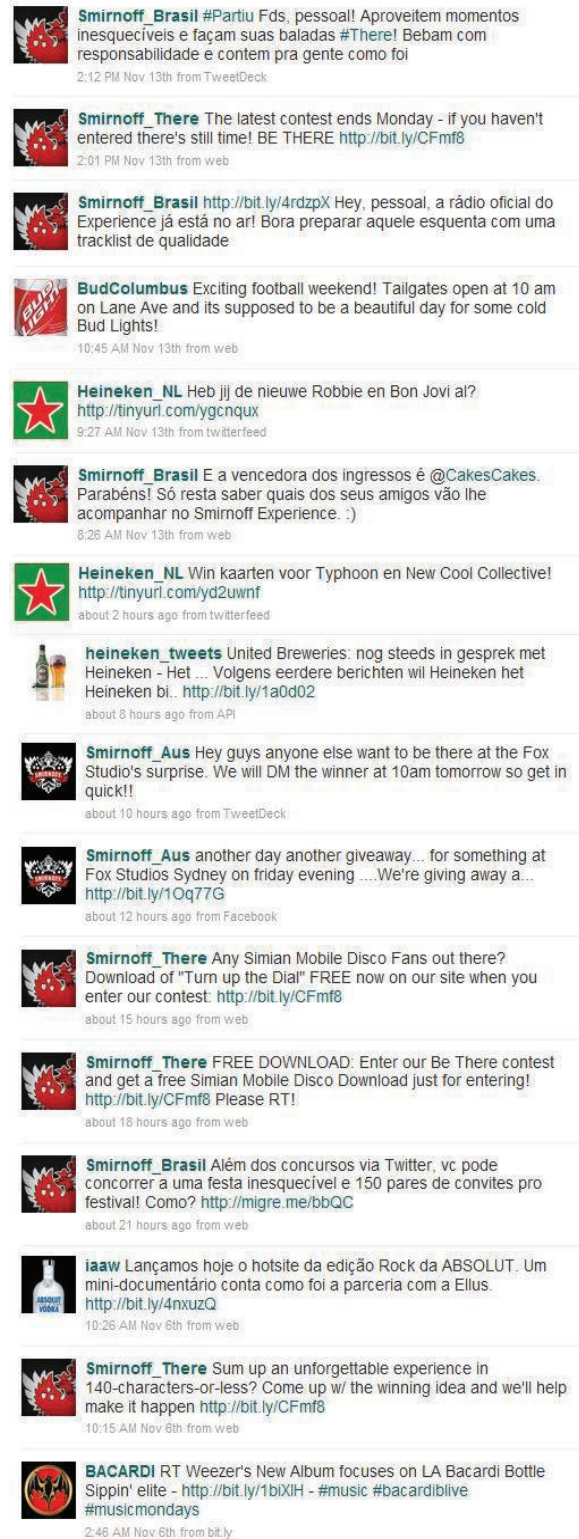 Smirnoff_Brasil #Partiu Fds, pessoal! Aproveitem momentos
inesquecíveis e façam suas baladas #There! Bebam com
responsabilidade e contem pra gente como foi
2:12 PM Nov 13th from TweetDeck
Smirnoff_There The latest contest ends Monday - if you haven't
entered there's still time! BE THERE http://bit.ly/CFmf8
2:01 PM Nov 13th from web
Smirnoff_Brasil http://bit.ly/4rdzpX Hey, pessoal, a rádio oficial do
Experience já está no ar! Bora preparar aquele esquenta com uma
tracklist de qualidade
BUD LIGHT
BudColumbus Exciting football weekend! Tailgates open at 10 am
on Lane Ave and its supposed to be a beautiful day for some cold
Bud Lights!
10:45 AM Nov 13th from web
Heineken_NL Heb jij de nieuwe Robbie en Bon Jovi al?
http://tinyurl.com/ygcnqux
9:27 AM Nov 13th from twitterfeed
Smirnoff_Brasil E a vencedora dos ingressos é @CakesCakes.
Parabéns! Só resta saber quais dos seus amigos vão lhe
acompanhar no Smirnoff Experience. :)
8:26 AM Nov 13th from web
Heineken_NL Win kaarten voor Typhoon en New Cool Collective!
http://tinyurl.com/yd2uwnf
about 2 hours ago from twitterfeed
heineken_tweets United Breweries: nog steeds in gesprek met
Heineken - Het ... Volgens eerdere berichten wil Heineken het
Heineken bi.. http://bit.ly/1a0d02
about 8 hours ago from API
SMIRNOFF
Smirnoff_Aus Hey guys anyone else want to be there at the Fox
Studio's surprise. We will DM the winner at 10am tomorrow so get in
quick!!
about 10 hours ago from TweetDeck
SMIRNOFF
Smirnoff_Aus another day another giveaway... for something at
Fox Studios Sydney on friday evening ....We're giving away a...
http://bit.ly/1Oq77G
about 12 hours ago from Facebook
Smirnoff_There Any Simian Mobile Disco Fans out there?
Download of "Turn up the Dial" FREE now on our site when you
enter our contest: http://bit.ly/CFmf8
about 15 hours ago from web
Smirnoff_There FREE DOWNLOAD: Enter our Be There contest
and get a free Simian Mobile Disco Download just for entering!
http://bit.ly/CFmf8 Please RT!
about 18 hours ago from web
Smirnoff_Brasil Além dos concursos via Twitter, vc pode
concorrer a uma festa inesquecível e 150 pares de convites pro
festival! Como? http://migre.me/bbQC
about 21 hours ago from web
ABSOLUT
VODKA
iaaw Lançamos hoje o hotsite da edição Rock da ABSOLUT. Um
mini-documentário conta como foi a parceria com a Ellus.
http://bit.ly/4nxuzQ
10:26 AM Nov 6th from web
Smirnoff_There Sum up an unforgettable experience in
140-characters-or-less? Come up w/ the winning idea and we'll help
make it happen http://bit.ly/CFmf8
10:15 AM Nov 6th from web
BACARDI RT Weezer's New Album focuses on LA Bacardi Bottle
Sippin' elite - http://bit.ly/1biXlH - #music #bacardiblive
#musicmondays
2:46 AM Nov 6th from bit.ly